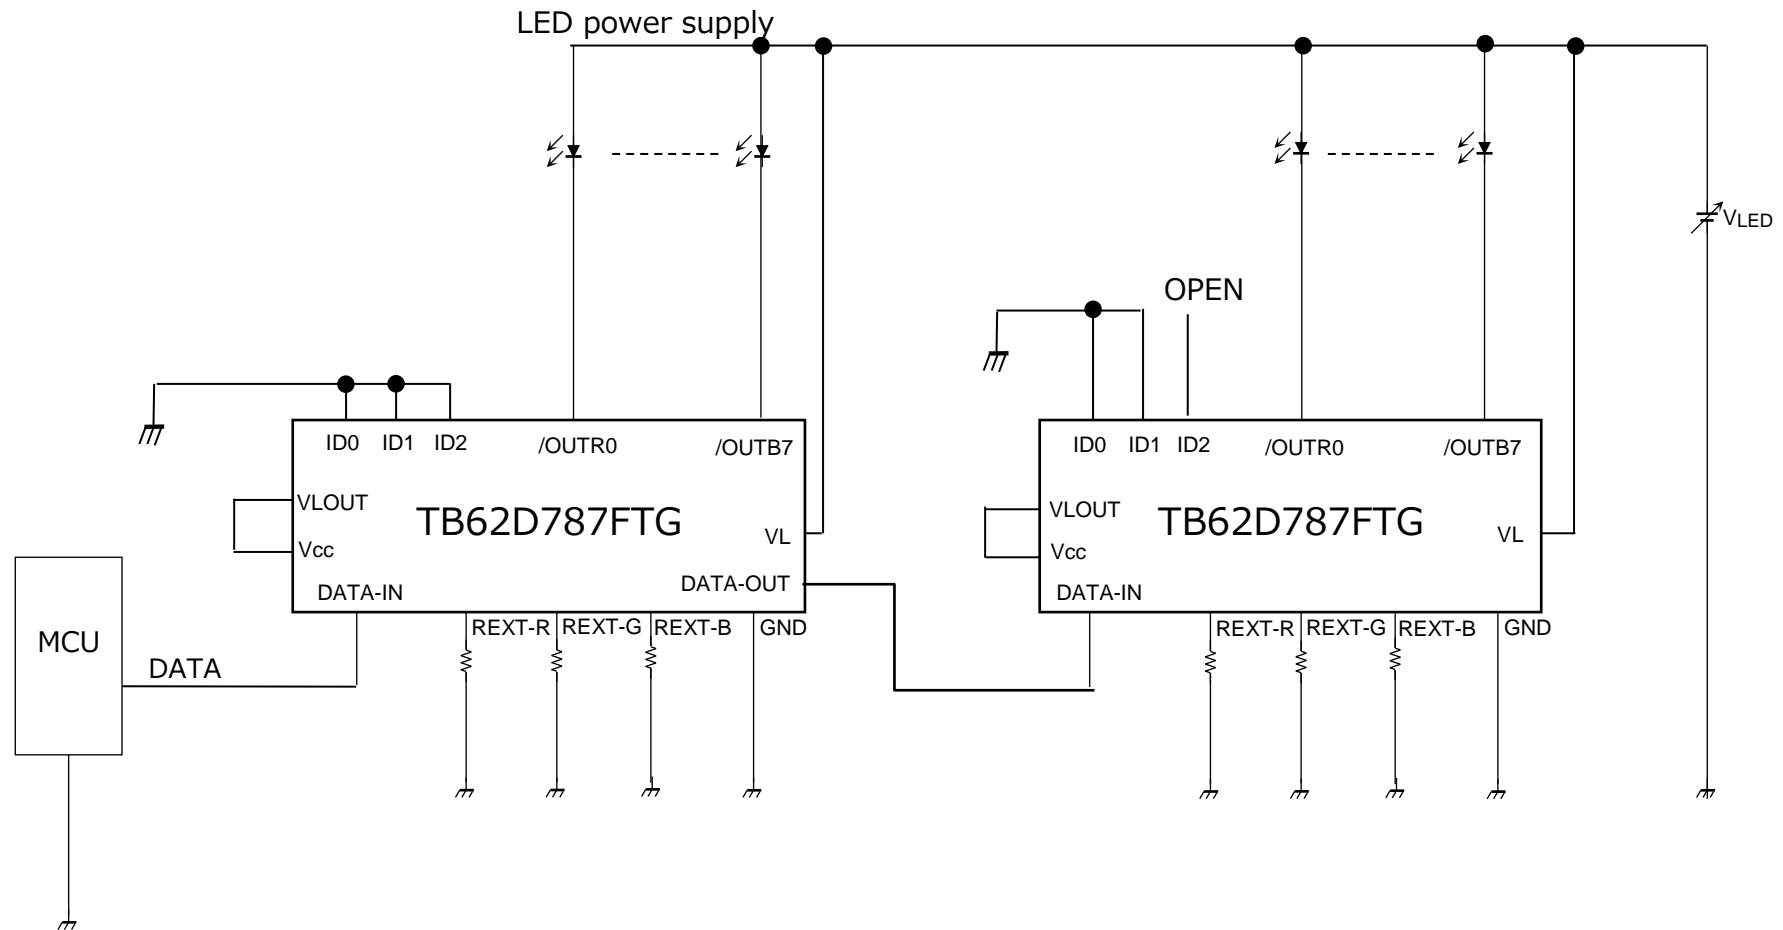 LED power supply
VLED
OPEN
ID0 ID1 ID2 /OUTR0 /OUTB7
ID0 ID1 ID2 /OUTR0 /OUTB7
VLOUT
TB62D787FTG
VL
Vcc
DATA-IN
DATA-OUT
VLOUT
TB62D787FTG
VL
Vcc
DATA-IN
MCU
DATA
REXT-R REXT-G REXT-B GND
REXT-R REXT-G REXT-B GND